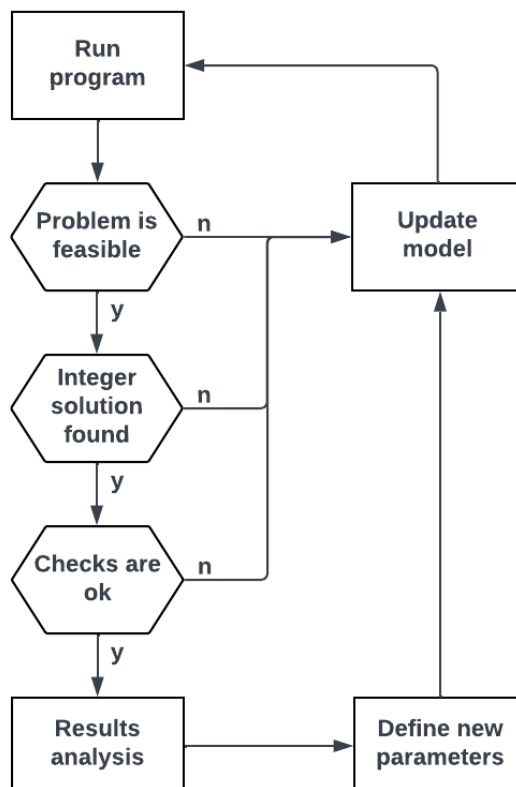 Run
program
Problem is
feasible
n
Update
model
y
Integer
solution
found
n
y
Checks are
ok
n
y
Results
analysis
Define new
parameters